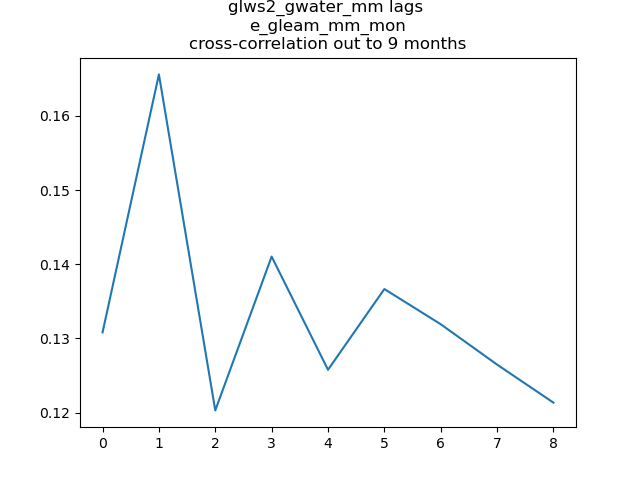 glws2_gwater_mm lags
e_gleam_mm_mon
cross-correlation out to 9 months
0.16
0.15
0.14
0.13
0.12
0 1 2 3 4 5 6 7 8